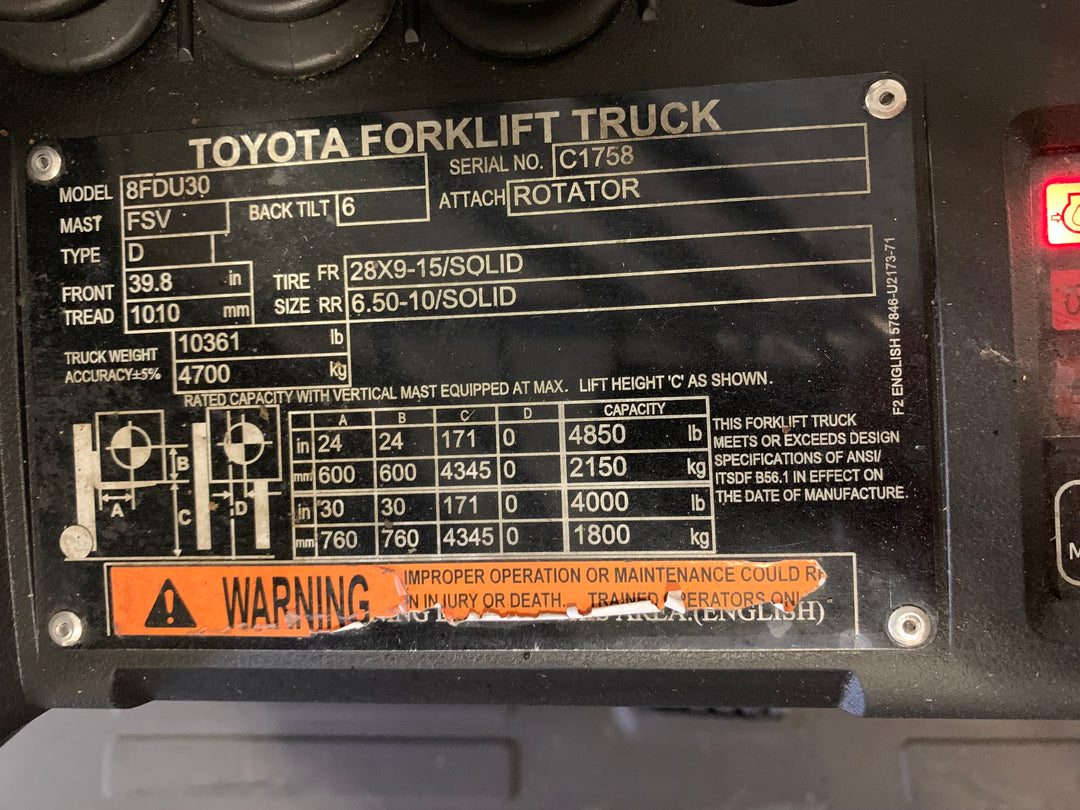 TOYOTA FORKLIFT TRUCK
MODEL 8FDU30 SERIAL NO. C1758
MAST FSV BACK TILT 6 ATTACH ROTATOR
TYPE D
FRONT TREAD 39.8 in TIRE SIZE FR 28X9-15/SOLID
1010 mm RR 6.50-10/SOLID
TRUCK WEIGHT 10361 lb
ACCURACY±5% 4700 kg
RATED CAPACITY WITH VERTICAL MAST EQUIPPED AT MAX. LIFT HEIGHT 'C' AS SHOWN.
A B C D CAPACITY
in 24 24 171 0 4850 lb
mm 600 600 4345 0 2150 kg
in 30 30 171 0 4000 lb
mm 760 760 4345 0 1800 kg
A B C D
THIS FORKLIFT TRUCK
MEETS OR EXCEEDS DESIGN
SPECIFICATIONS OF ANSI/
ITSDF B56.1 IN EFFECT ON
THE DATE OF MANUFACTURE.
F2 ENGLISH 57846-U2173-71
WARNING
IMPROPER OPERATION OR MAINTENANCE COULD
IN INJURY OR DEATH. TRAINED
AREA.(ENGLISH)